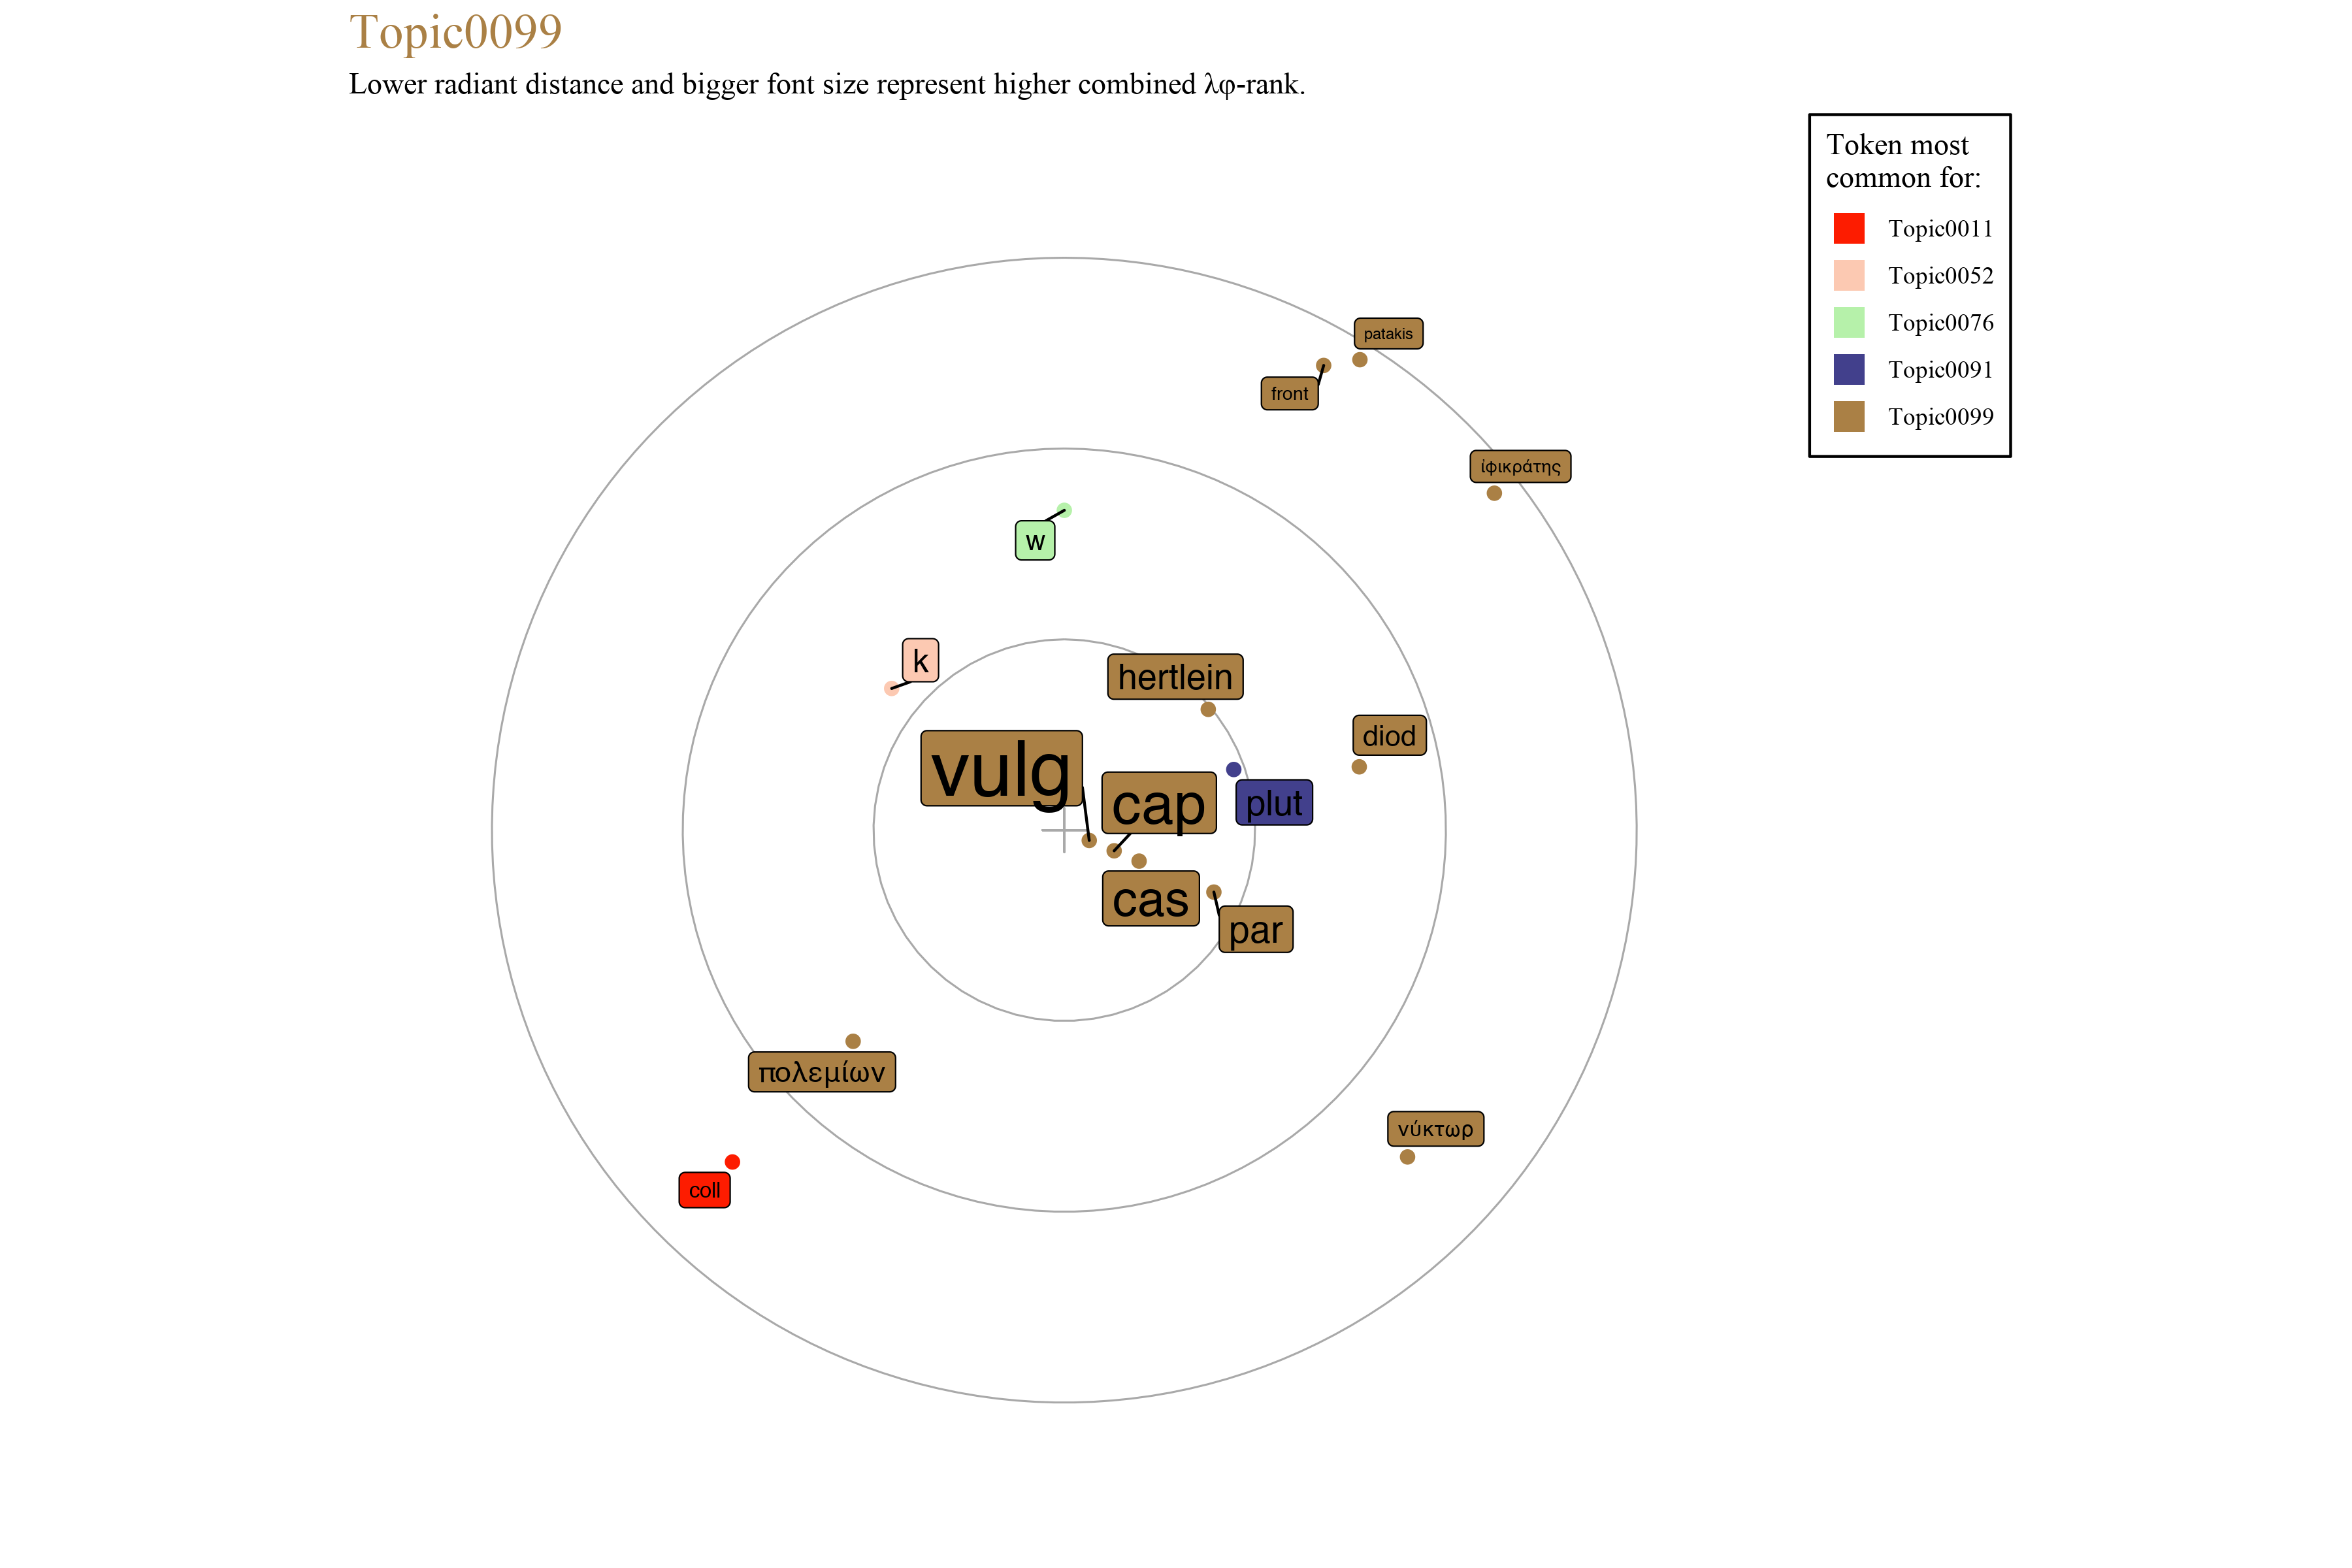 Topic0099
Lower radiant distance and bigger font size represent higher combined λφ-rank.
Token most
common for:
Topic0011
Topic0052
Topic0076
Topic0091
Topic0099
patakis
front
ἰφικράτης
w
k
hertlein
diod
vulg
cap
plut
cas
par
πολεμίων
νύκτωρ
coll